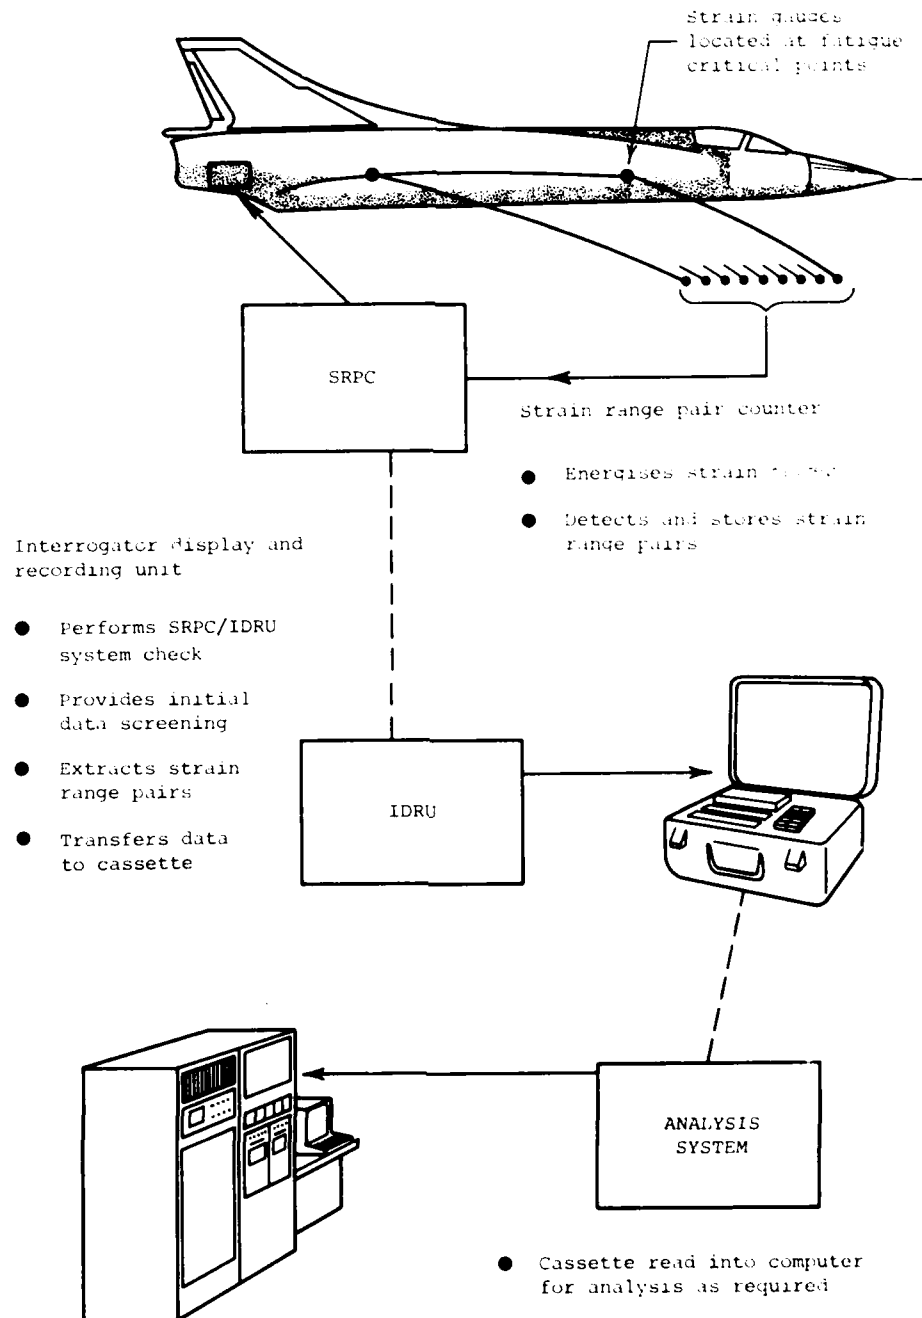 Strain gauges
located at fatigue
critical points
SRPC
Strain range pair counter
● Energises strain
● Detects and stores strain
range pairs
Interrogator display and
recording unit
● Performs SRPC/IDRU
system check
● Provides initial
data screening
● Extracts strain
range pairs
● Transfers data
to cassette
IDRU
ANALYSIS
SYSTEM
● Cassette read into computer
for analysis as required